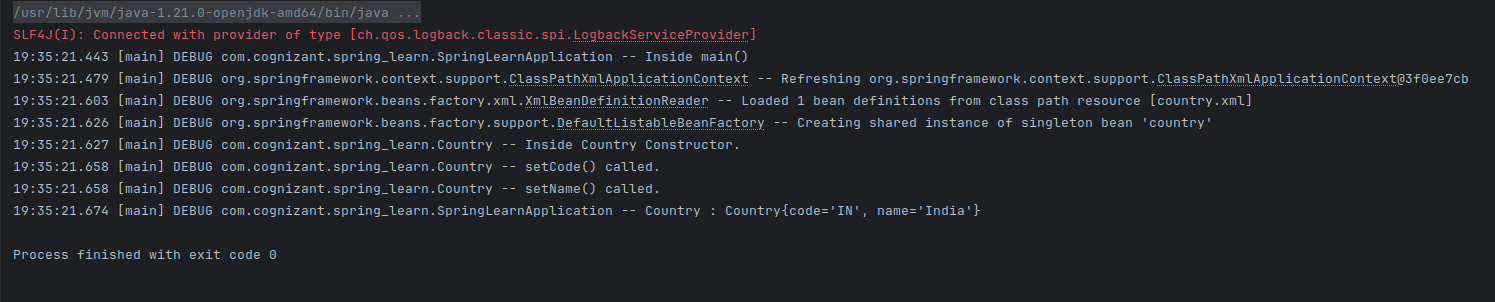 /usr/lib/jvm/java-1.21.0-openjdk-amd64/bin/java ...
SLF4J(I): Connected with provider of type [ch.qos.logback.classic.spi.LogbackServiceProvider]
19:35:21.443 [main] DEBUG com.cognizant.spring_learn.SpringLearnApplication -- Inside main()
19:35:21.479 [main] DEBUG org.springframework.context.support.ClassPathXmlApplicationContext -- Refreshing org.springframework.context.support.ClassPathXmlApplicationContext@3f0ee7cb
19:35:21.603 [main] DEBUG org.springframework.beans.factory.xml.XmlBeanDefinitionReader -- Loaded 1 bean definitions from class path resource [country.xml]
19:35:21.626 [main] DEBUG org.springframework.beans.factory.support.DefaultListableBeanFactory -- Creating shared instance of singleton bean 'country'
19:35:21.627 [main] DEBUG com.cognizant.spring_learn.Country -- Inside Country Constructor.
19:35:21.658 [main] DEBUG com.cognizant.spring_learn.Country -- setCode() called.
19:35:21.658 [main] DEBUG com.cognizant.spring_learn.Country -- setName() called.
19:35:21.674 [main] DEBUG com.cognizant.spring_learn.SpringLearnApplication -- Country : Country{code='IN', name='India'}
Process finished with exit code 0